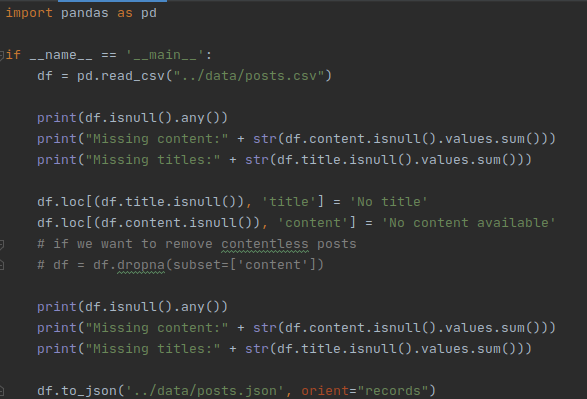 import pandas as pd
if __name__ == '__main__':
df = pd.read_csv("../data/posts.csv")
print(df.isnull().any())
print("Missing content:" + str(df.content.isnull().values.sum()))
print("Missing titles:" + str(df.title.isnull().values.sum()))
df.loc[(df.title.isnull()), 'title'] = 'No title'
df.loc[(df.content.isnull()), 'content'] = 'No content available'
# if we want to remove contentless posts
# df = df.dropna(subset=['content'])
print(df.isnull().any())
print("Missing content:" + str(df.content.isnull().values.sum()))
print("Missing titles:" + str(df.title.isnull().values.sum()))
df.to_json('../data/posts.json', orient="records")